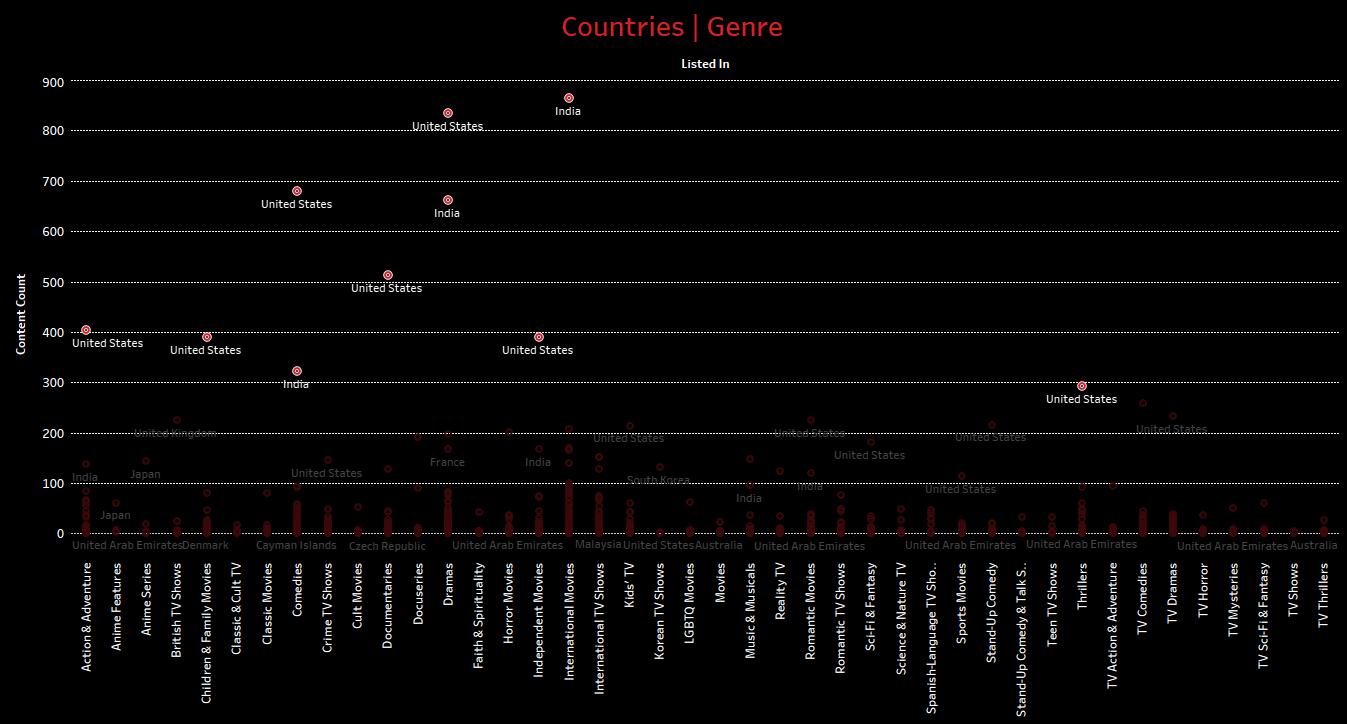 Countries | Genre
Listed In
900
800
700
600
500
400
300
200
100
0
Content Count
India
United States
United States
India
United States
United States
United States
United States
United States
India
United States
United Kingdom
United States
United States
United States
United States
United States
France
India
United States
India
Japan
South Korea
India
United States
India
Japan
United Arab Emirates
Denmark
Cayman Islands
Czech Republic
United Arab Emirates
Malaysia
United States
Australia
United Arab Emirates
United Arab Emirates
United Arab Emirates
United Arab Emirates
Australia
Action & Adventure
Anime Features
Anime Series
British TV Shows
Children & Family Movies
Classic & Cult TV
Classic Movies
Comedies
Crime TV Shows
Cult Movies
Documentaries
Docuseries
Dramas
Faith & Spirituality
Horror Movies
Independent Movies
International Movies
International TV Shows
Kids' TV
Korean TV Shows
LGBTQ Movies
Movies
Music & Musicals
Reality TV
Romantic Movies
Romantic TV Shows
Sci-Fi & Fantasy
Science & Nature TV
Spanish-Language TV Sho..
Sports Movies
Stand-Up Comedy
Stand-Up Comedy & Talk S..
Teen TV Shows
Thrillers
TV Action & Adventure
TV Comedies
TV Dramas
TV Horror
TV Mysteries
TV Sci-Fi & Fantasy
TV Shows
TV Thrillers